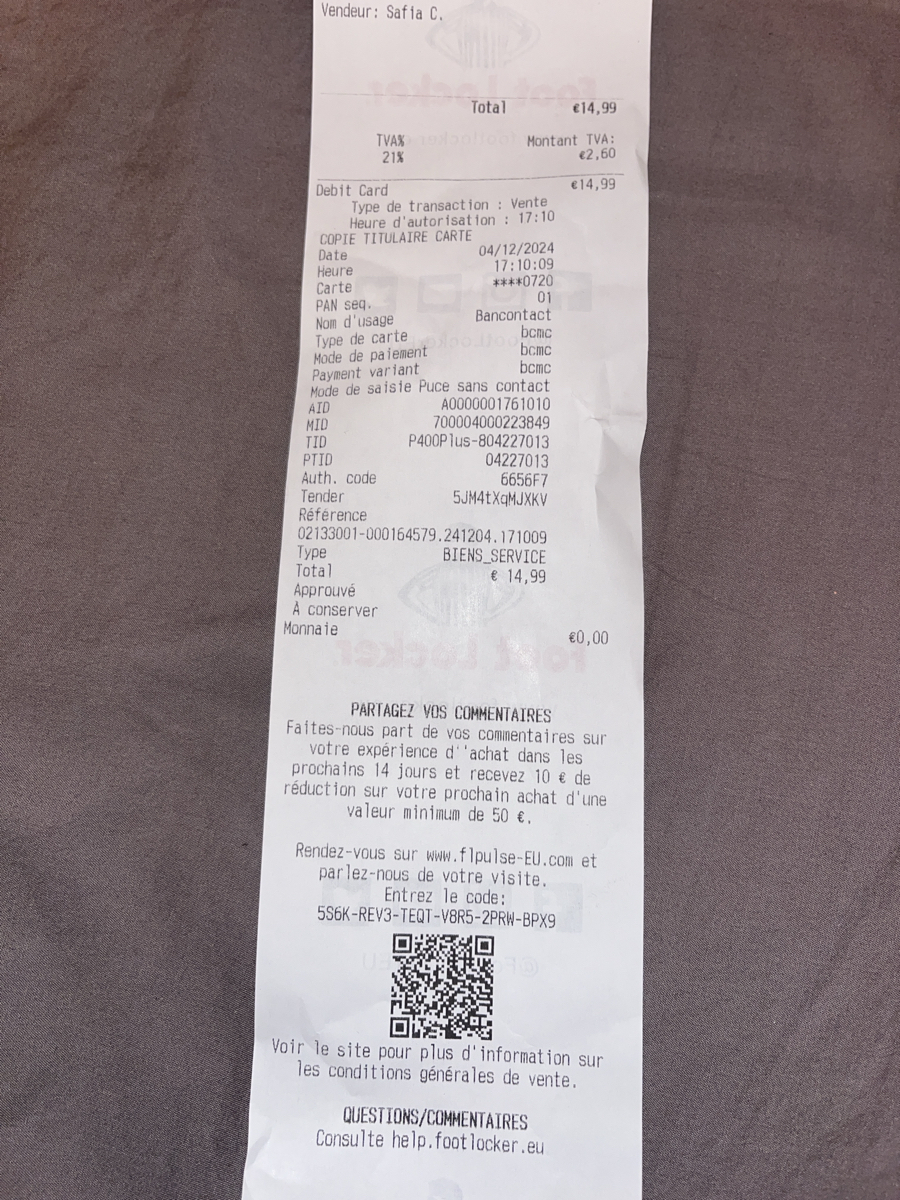 Vendeur: Safia C.
Total €14,99
TVA% Montant TVA:
21% €2,60
Debit Card €14,99
Type de transaction : Vente
Heure d'autorisation : 17:10
COPIE TITULAIRE CARTE
Date 04/12/2024
Heure 17:10:09
Carte ****0720
PAN seq. 01
Nom d'usage Bancontact
Type de carte bcmc
Mode de paiement bcmc
Payment variant bcmc
Mode de saisie Puce sans contact
AID A0000001761010
MID 700004000223849
TID P400Plus-804227013
PTID 04227013
Auth. code 6656F7
Tender 5JM4tXqMJXKV
Référence
02133001-000164579.241204.171009
Type BIENS_SERVICE
Total € 14,99
Approuvé
À conserver
Monnaie €0,00
PARTAGEZ VOS COMMENTAIRES
Faites-nous part de vos commentaires sur
votre expérience d''achat dans les
prochains 14 jours et recevez 10 € de
réduction sur votre prochain achat d'une
valeur minimum de 50 €.
Rendez-vous sur www.flpulse-EU.com et
parlez-nous de votre visite.
Entrez le code:
5S6K-REV3-TEQT-V8R5-2PRW-BPX9
Voir le site pour plus d'information sur
les conditions générales de vente.
QUESTIONS/COMMENTAIRES
Consulte help.footlocker.eu